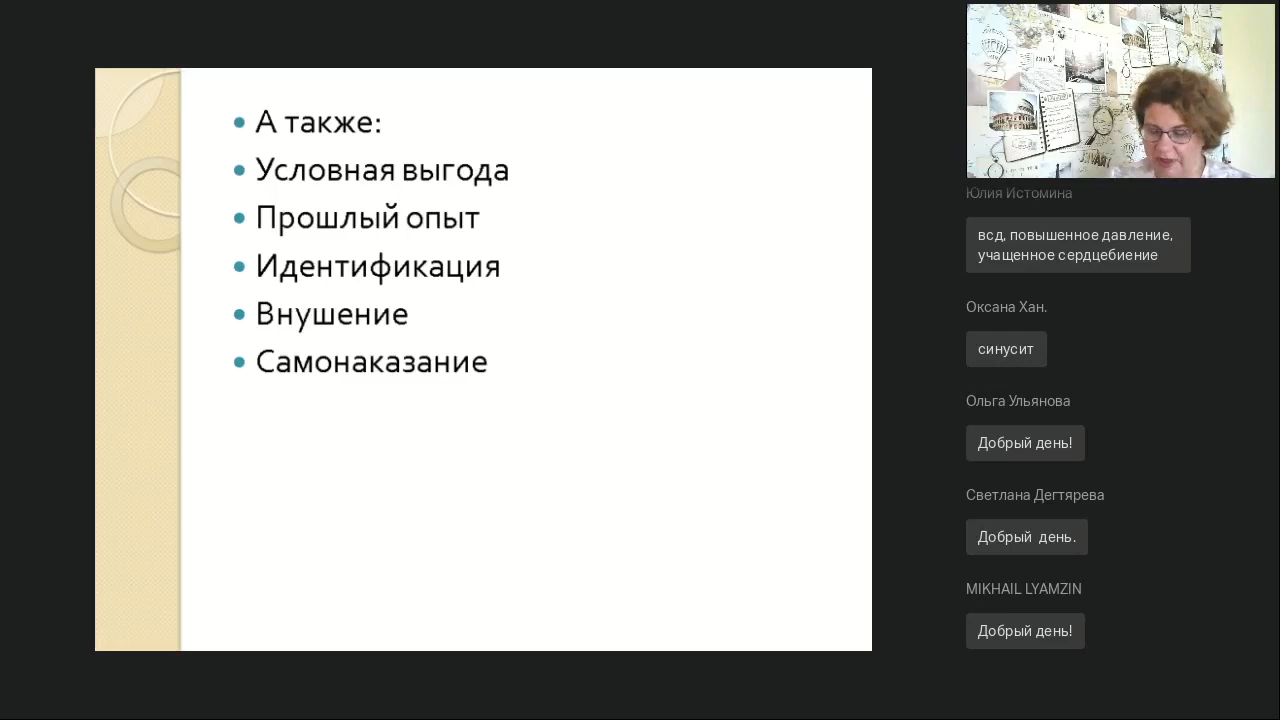 А также:
Условная выгода
Прошлый опыт
Идентификация
Внушение
Самонаказание
Юлия Истомина
всд, повышенное давление,
учащенное сердцебиение
Оксана Хан.
синусит
Ольга Ульянова
Добрый день!
Светлана Дегтярева
Добрый день.
MIKHAIL LYAMZIN
Добрый день!